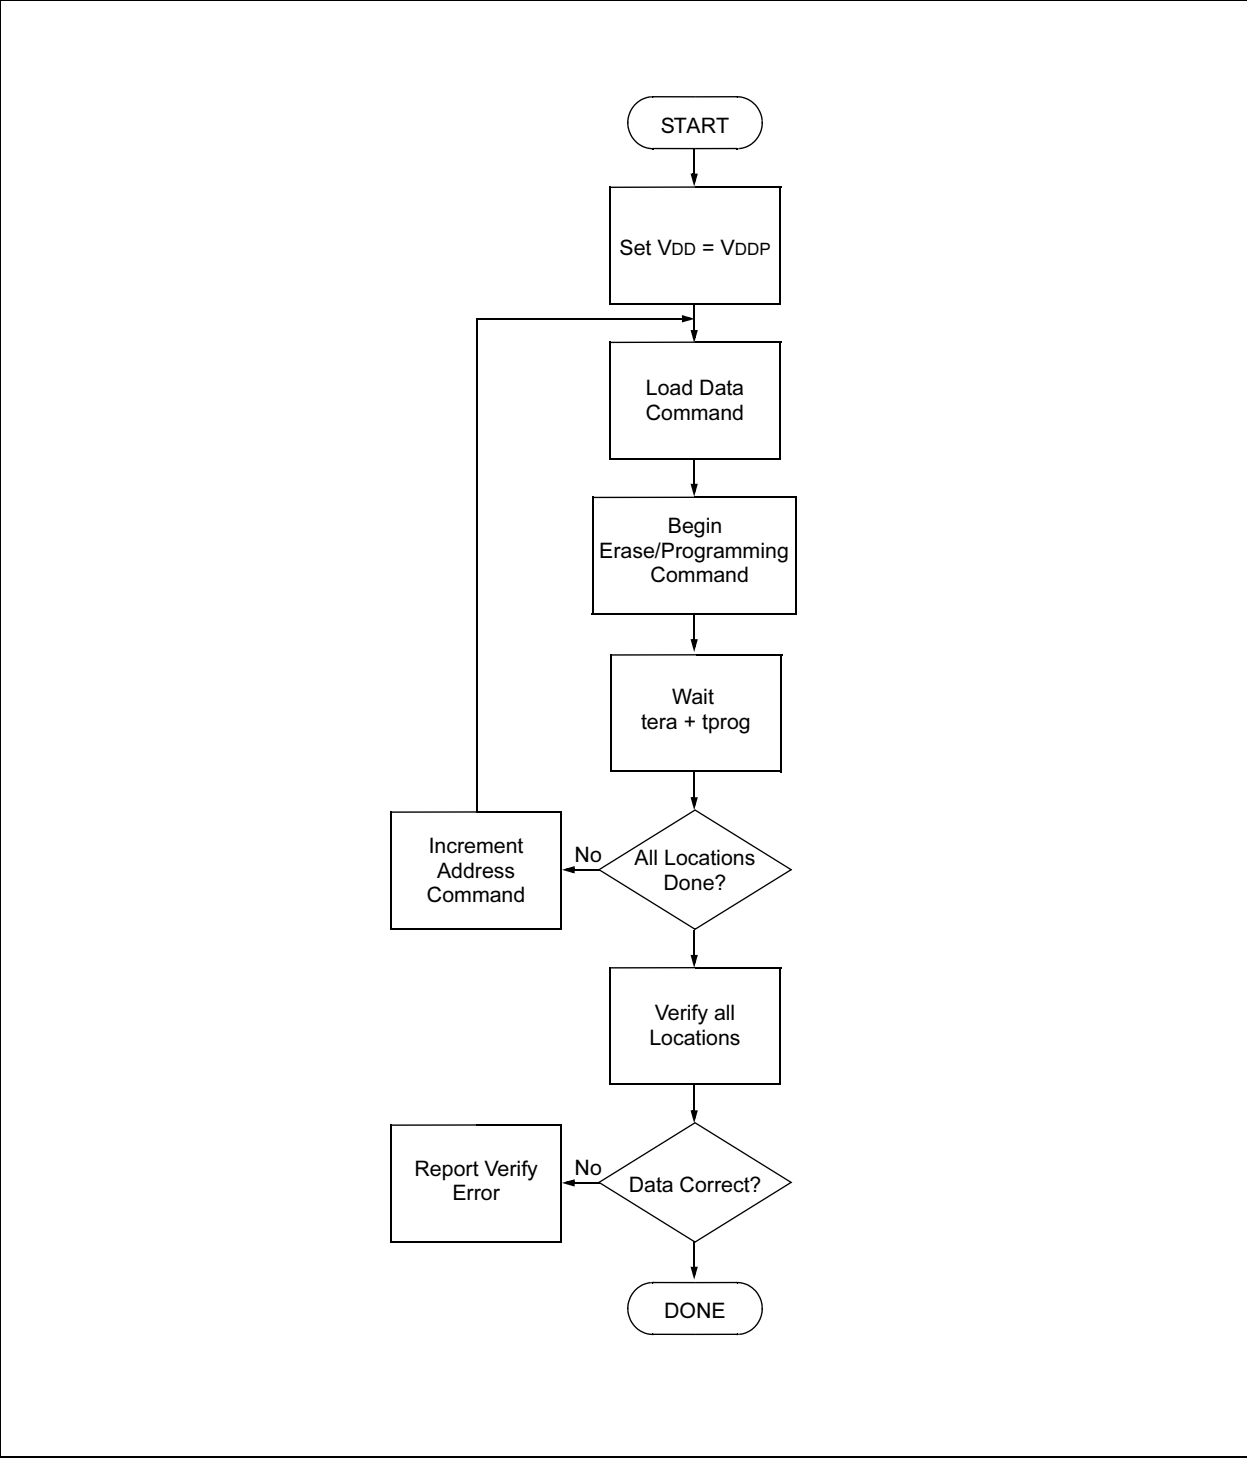 START
Set VDD = VDDP
Load Data
Command
Begin
Erase/Programming
Command
Wait
tera + tprog
All Locations
Done?
No
Increment
Address
Command
Verify all
Locations
Data Correct?
No
Report Verify
Error
DONE